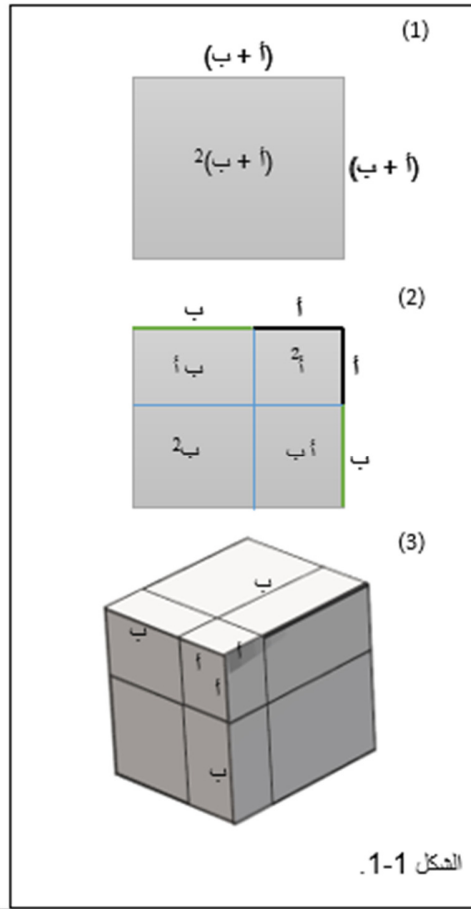 (1)
(أ + ب)
(أ + ب)²
(أ + ب)
(2)
أ
ب
أ²
ب أ
أ
أ ب
ب²
ب
(3)
ب
ب
أ
أ
أ
ب
الشكل 1-1.